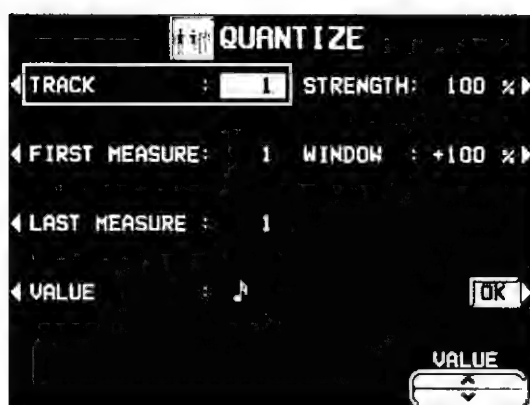 QUANTIZE
TRACK : 1 STRENGTH: 100 %
FIRST MEASURE: 1 WINDOW : +100 %
LAST MEASURE : 1
VALUE : ♪
OK
VALUE